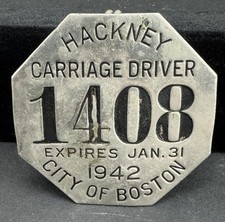 HACKNEY
CARRIAGE DRIVER
1408
EXPIRES JAN. 31
1942
CITY OF BOSTON